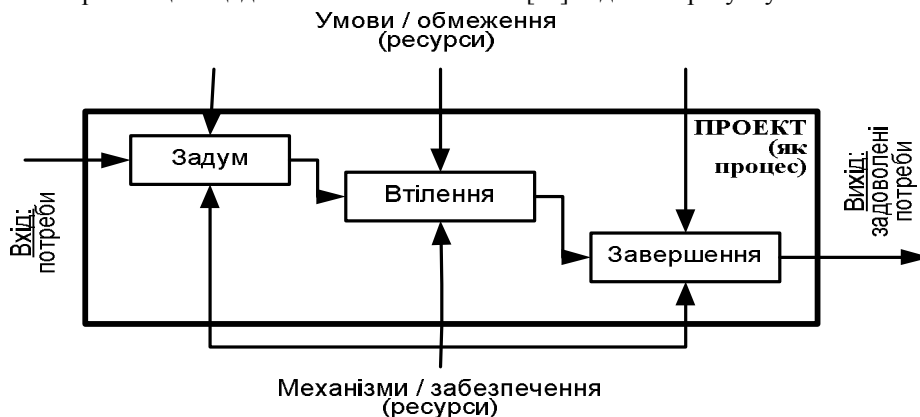 Умови / обмеження
(ресурси)
ПРОЕКТ
(як
процес)
Задум
Втілення
Завершення
Вхід:
потреби
Вихід:
задоволені
потреби
Механізми / забезпечення
(ресурси)